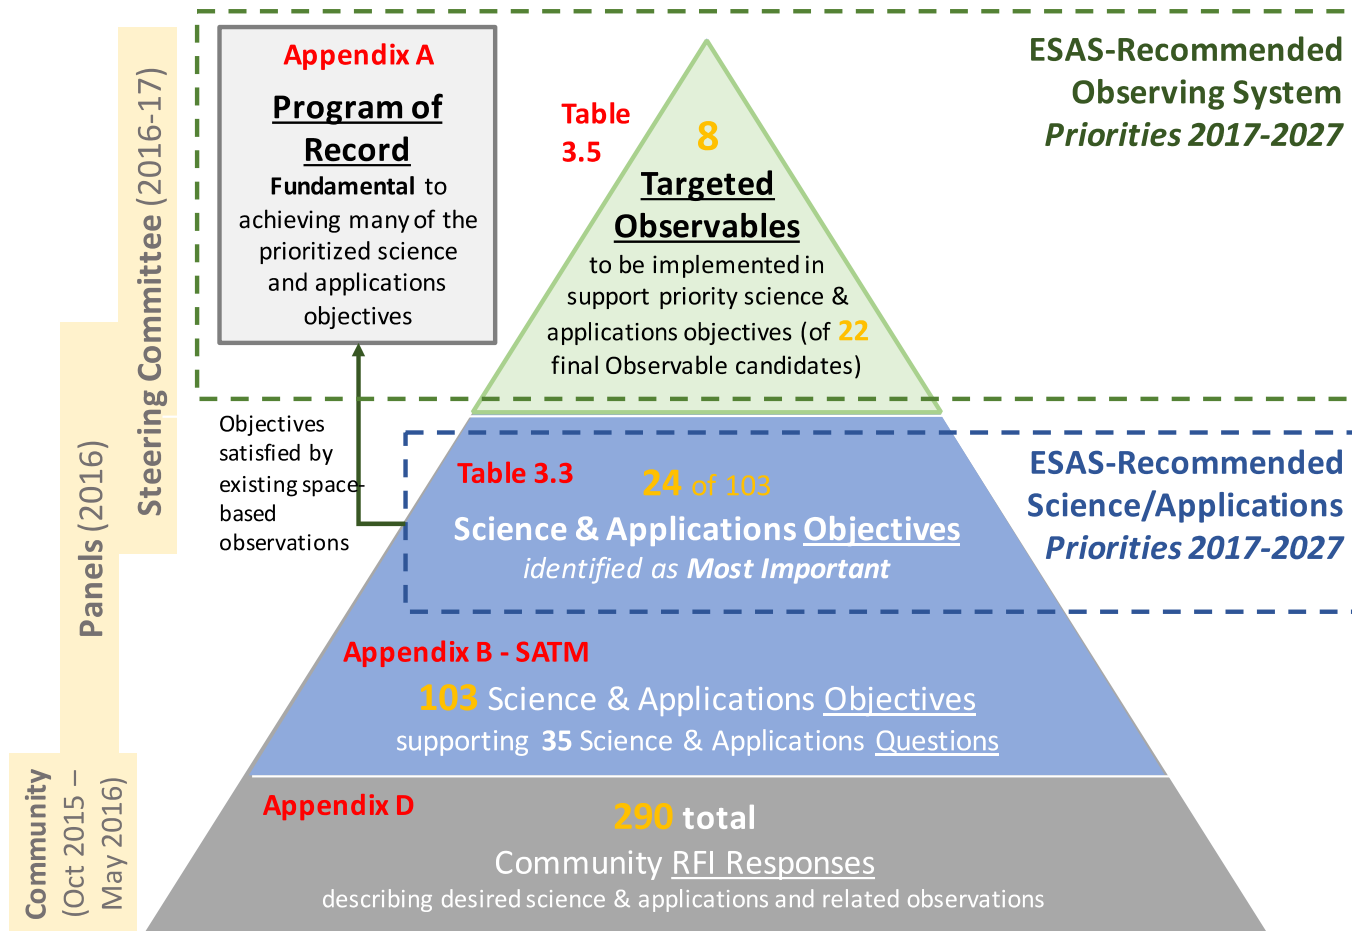 Appendix A
Program of
Record
Fundamental to
achieving many of the
prioritized science
and applications
objectives
Table
3.5
8
Targeted
Observables
to be implemented in
support priority science &
applications objectives (of 22
final Observable candidates)
ESAS-Recommended
Observing System
Priorities 2017-2027
Steering Committee (2016-17)
Panels (2016)
Community
(Oct 2015 –
May 2016)
Objectives
satisfied by
existing space-
based
observations
Table 3.3
24 of 103
Science & Applications Objectives
identified as Most Important
ESAS-Recommended
Science/Applications
Priorities 2017-2027
Appendix B - SATM
103 Science & Applications Objectives
supporting 35 Science & Applications Questions
Appendix D
290 total
Community RFI Responses
describing desired science & applications and related observations